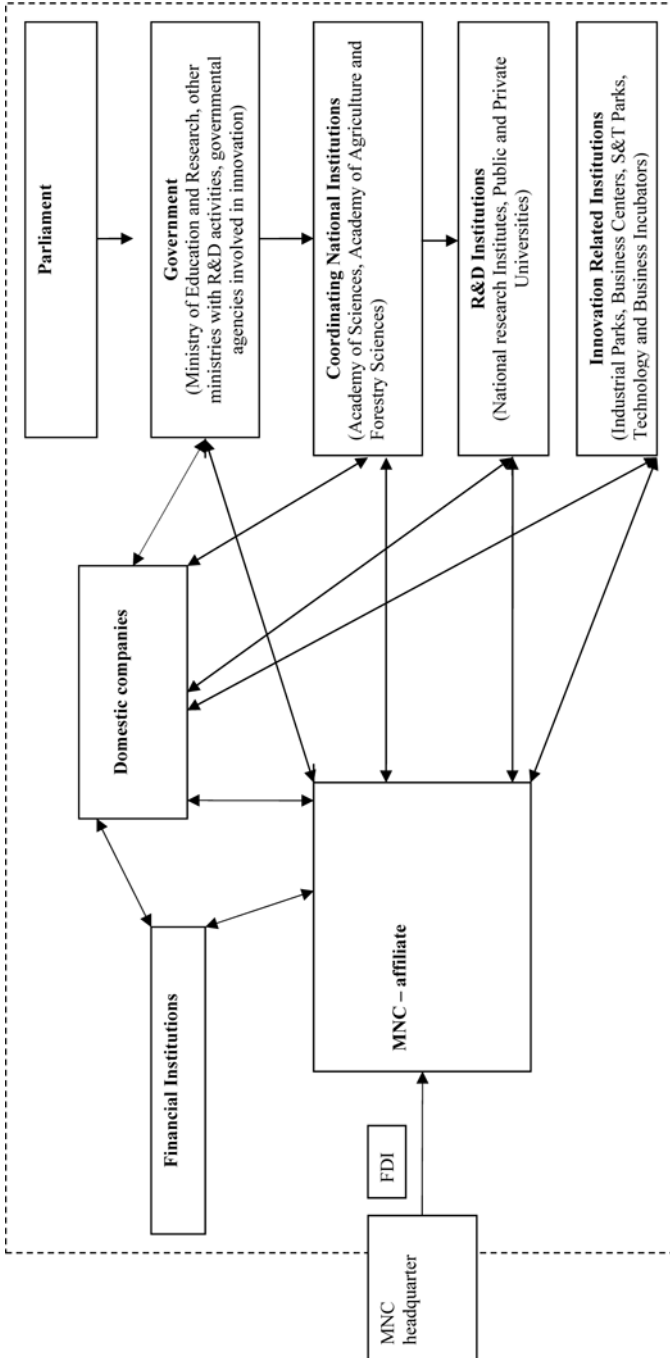 Parliament
Government
(Ministry of Education and Research, other
ministries with R&D activities, governmental
agencies involved in innovation)
Coordinating National Institutions
(Academy of Sciences, Academy of Agriculture and
Forestry Sciences)
R&D Institutions
(National research Institutes, Public and Private
Universities)
Innovation Related Institutions
(Industrial Parks, Business Centers, S&T Parks,
Technology and Business Incubators)
Domestic companies
Financial Institutions
MNC – affiliate
FDI
MNC
headquarter